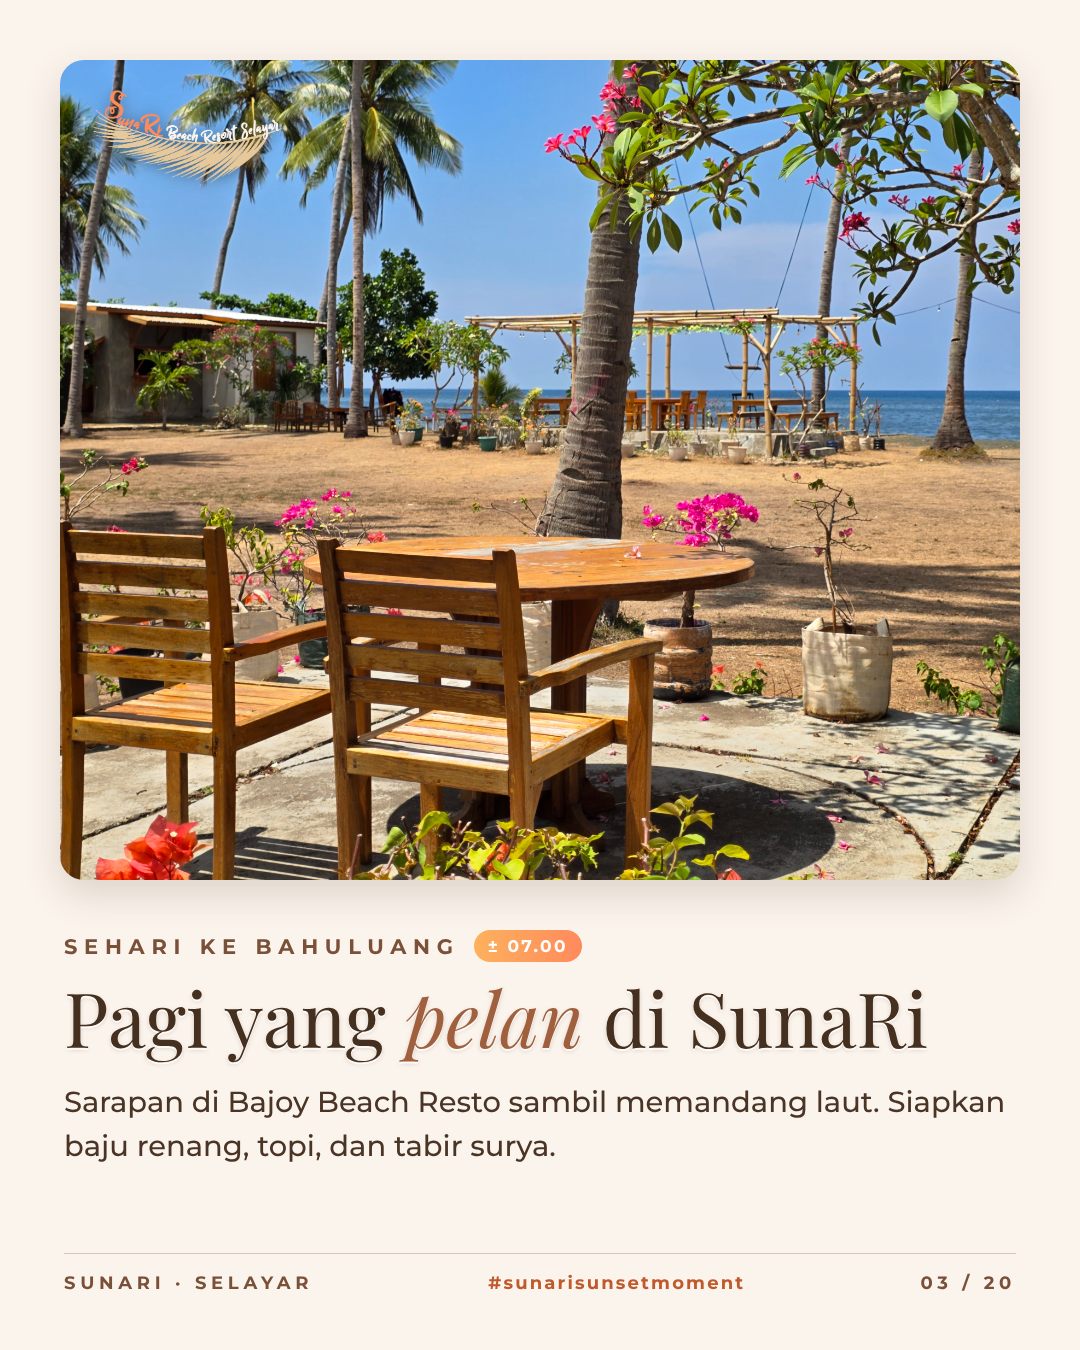 SunaRi Beach Resort Selayar
SEHARI KE BAHULUANG ± 07.00
Pagi yang pelan di SunaRi
Sarapan di Bajoy Beach Resto sambil memandang laut. Siapkan
baju renang, topi, dan tabir surya.
SUNARI · SELAYAR #sunarisunsetmoment 03 / 20